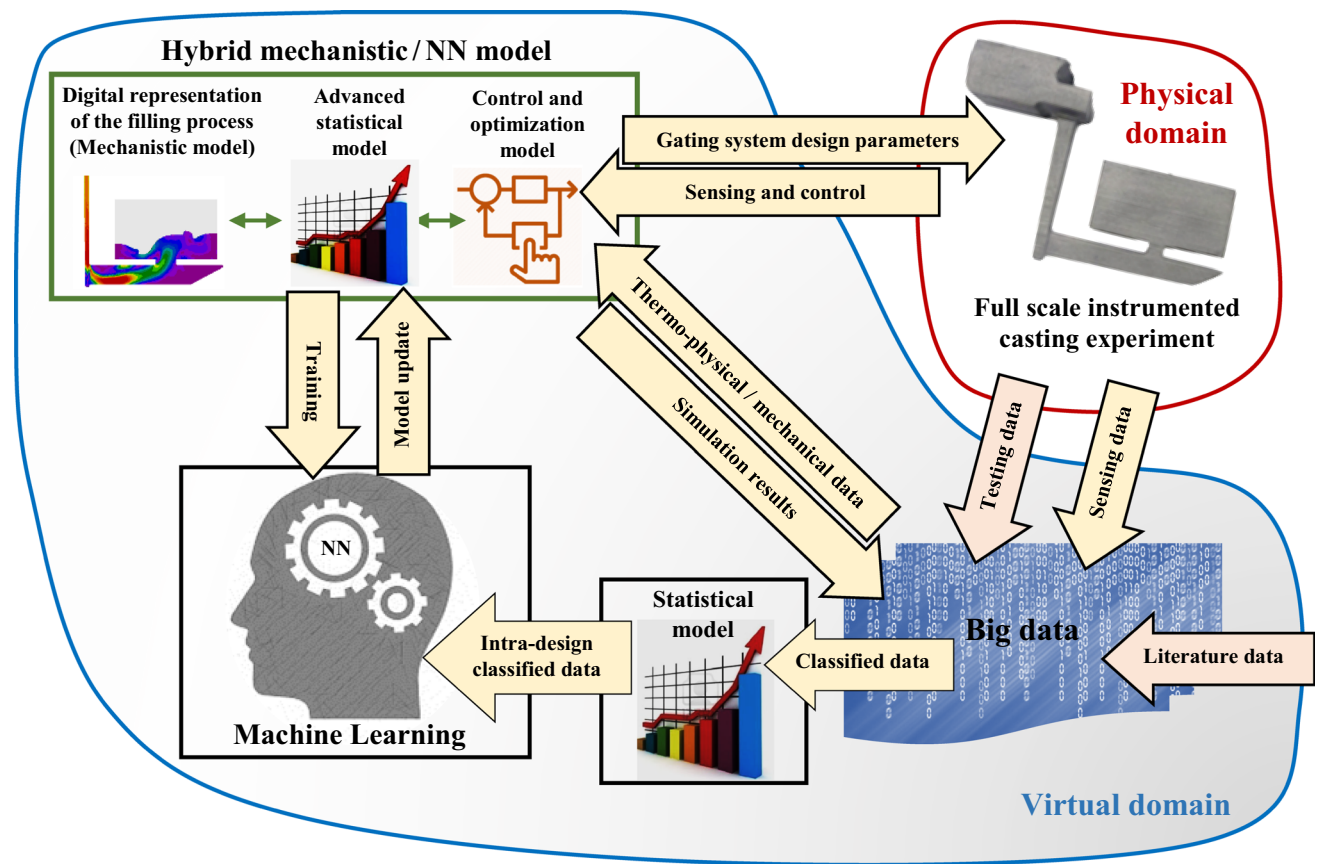 Hybrid mechanistic / NN model
Digital representation
of the filling process
(Mechanistic model)
Advanced
statistical
model
Control and
optimization
model
Gating system design parameters
Sensing and control
Physical
domain
Full scale instrumented
casting experiment
Training
Model update
Thermo-physical / mechanical data
Simulation results
Testing data
Sensing data
NN
Machine Learning
Intra-design
classified data
Statistical
model
Classified data
Big data
Literature data
Virtual domain